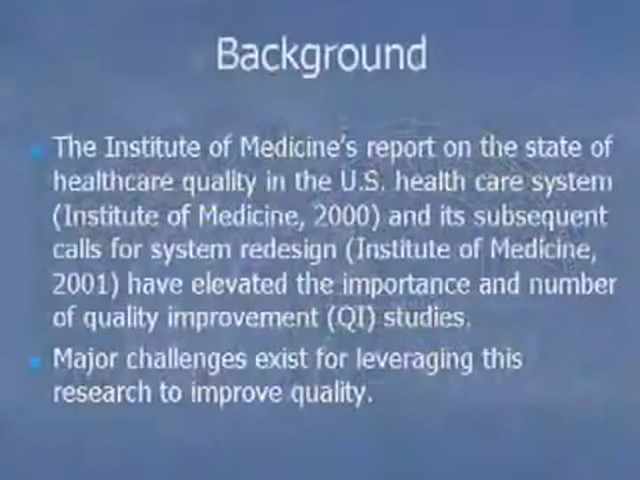 Background
The Institute of Medicine's report on the state of
healthcare quality in the U.S. health care system
(Institute of Medicine, 2000) and its subsequent
calls for system redesign (Institute of Medicine,
2001) have elevated the importance and number
of quality improvement (QI) studies.
Major challenges exist for leveraging this
research to improve quality.